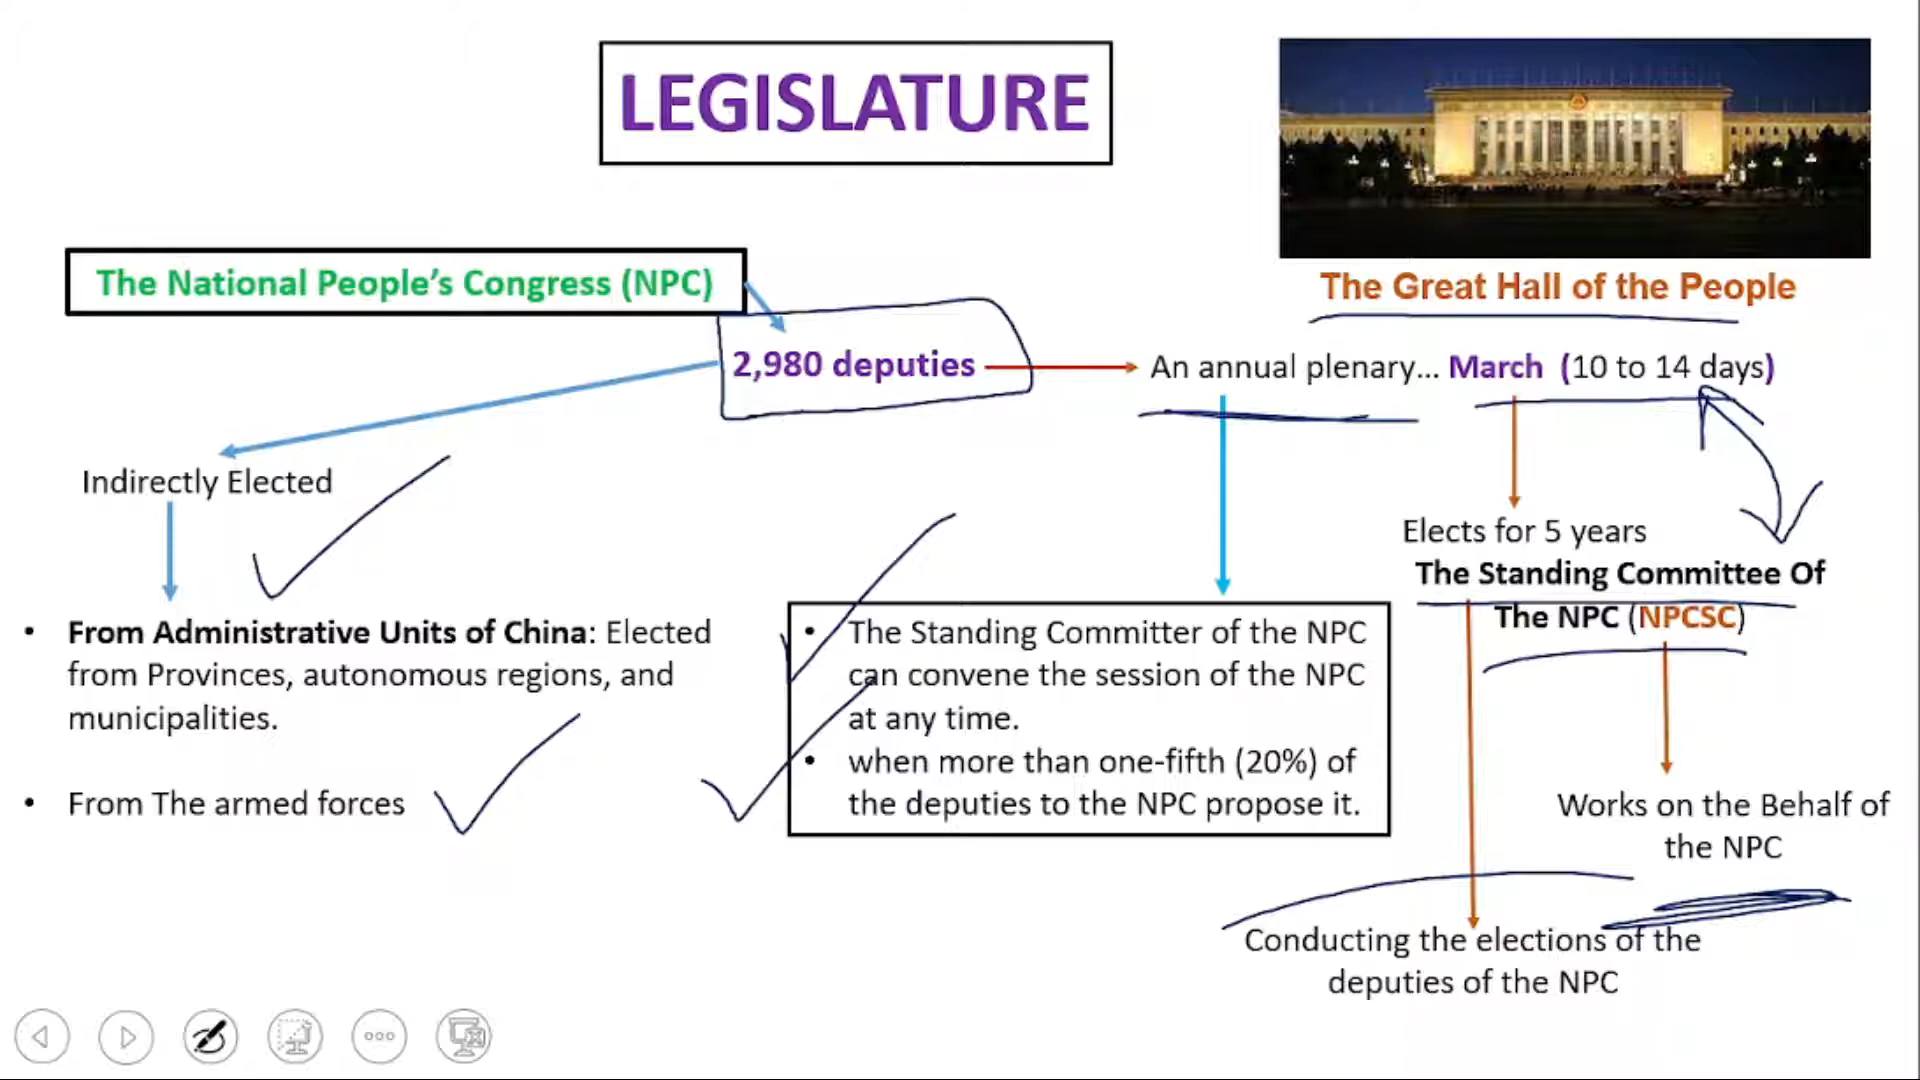 LEGISLATURE
The National People's Congress (NPC)
The Great Hall of the People
2,980 deputies
An annual plenary... March (10 to 14 days)
Indirectly Elected
Elects for 5 years
The Standing Committee Of
The NPC (NPCSC)
• From Administrative Units of China: Elected
from Provinces, autonomous regions, and
municipalities.
• From The armed forces
• The Standing Committer of the NPC
can convene the session of the NPC
at any time.
• when more than one-fifth (20%) of
the deputies to the NPC propose it.
Works on the Behalf of
the NPC
Conducting the elections of the
deputies of the NPC